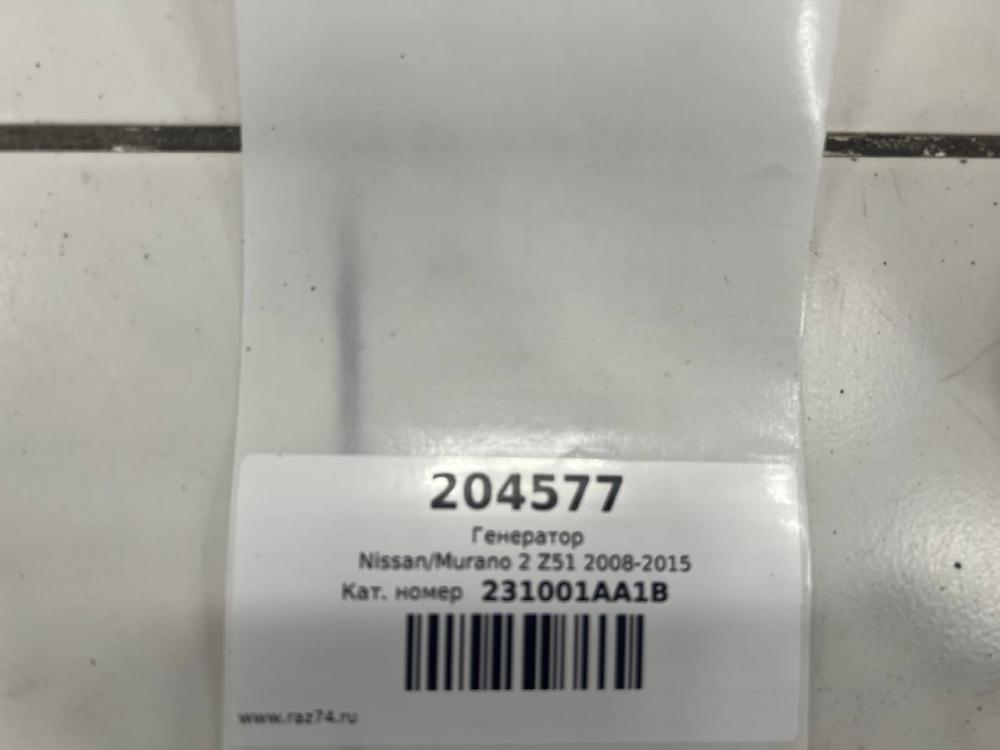 204577
Генератор
Nissan/Murano 2 Z51 2008-2015
Кат. номер 231001AA1B
www.raz74.ru